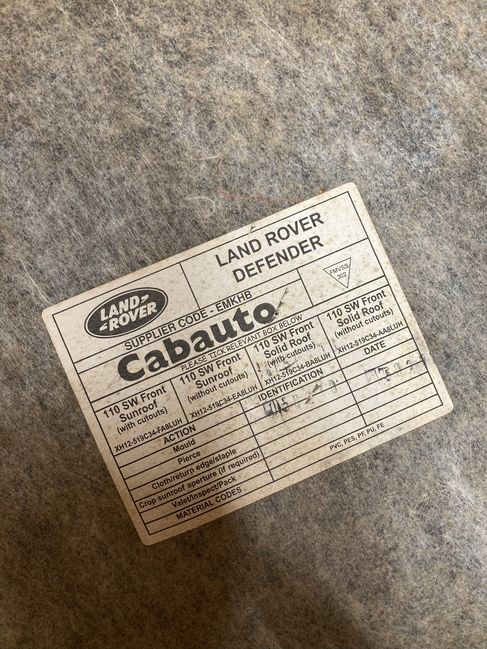 LAND ROVER
LAND ROVER DEFENDER
SUPPLIER CODE - EMKHB
FMVSS 302
Cabauto
PLEASE TICK RELEVANT BOX BELOW
110 SW Front Sunroof (with cutouts)
110 SW Front Sunroof (without cutouts)
110 SW Front Solid Roof (with cutouts)
110 SW Front Solid Roof (without cutouts)
XH12-519C34-FA8LUH
XH12-519C34-EA8LUH
XH12-519C34-BA8LUH
XH12-519C34-AA8LUH
ACTION
IDENTIFICATION
DATE
Mould
Pierce
Cloth/return edge/staple
Crop sunroof aperture (if required)
Valet/Inspect/Pack
MATERIAL CODES
PVC, PES, PF, PU, FE